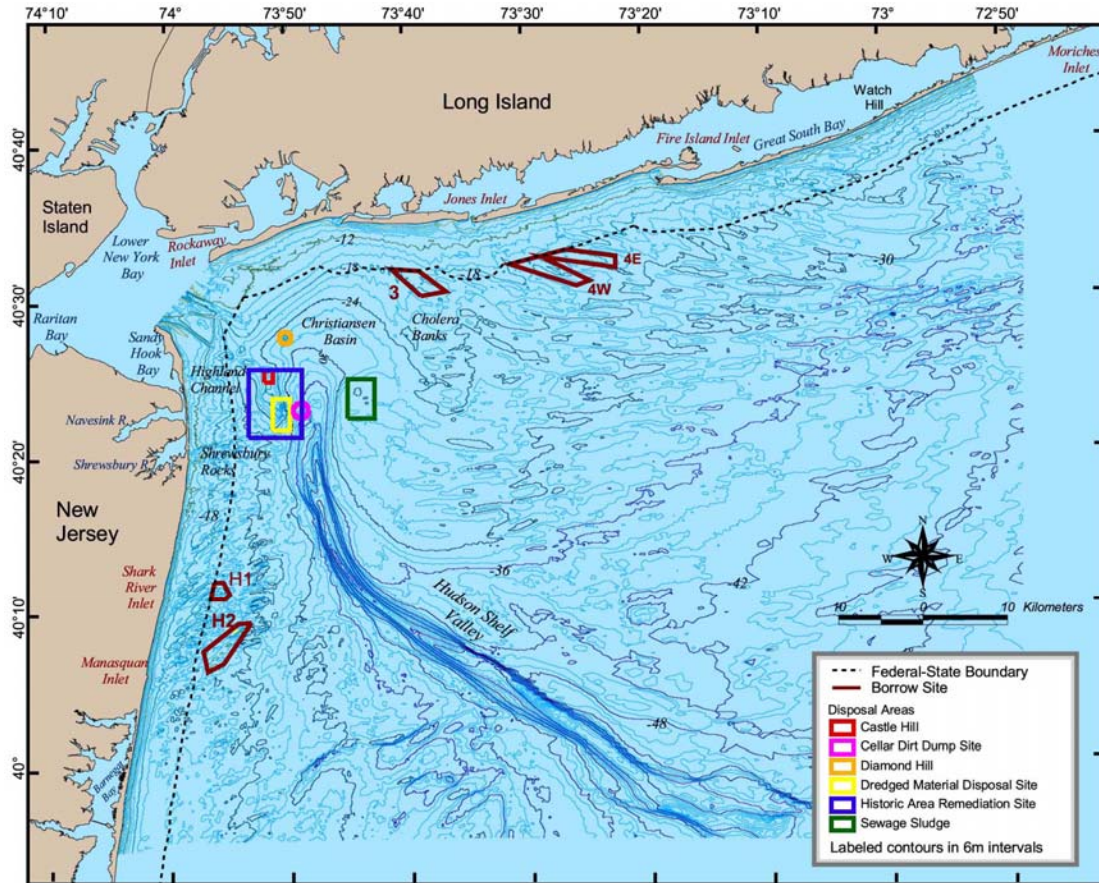 74°10'
74°
73°50'
73°40'
73°30'
73°20'
73°10'
73°
72°50'
Moriches
Inlet
Long Island
Watch
Hill
Fire Island Inlet
Great South Bay
40°40'
Staten
Island
Jones Inlet
Lower
New York
Bay
Rockaway
Inlet
-12
-18
-18
-30
4E
4W
3
40°30'
-24
Raritan
Bay
Sandy
Hook
Bay
Christiansen
Basin
Cholera
Banks
Highland
Channel
Navesink R.
40°20'
Shrewsbury R.
Shrewsbury
Rocks
New
Jersey
-18
N
W
E
S
-36
-42
Shark
River
Inlet
H1
Hudson Shelf
Valley
10
0
10 Kilometers
40°10'
H2
Manasquan
Inlet
-48
40°
Barnegat
Bay
Federal-State Boundary
Borrow Site
Disposal Areas
Castle Hill
Cellar Dirt Dump Site
Diamond Hill
Dredged Material Disposal Site
Historic Area Remediation Site
Sewage Sludge
Labeled contours in 6m intervals